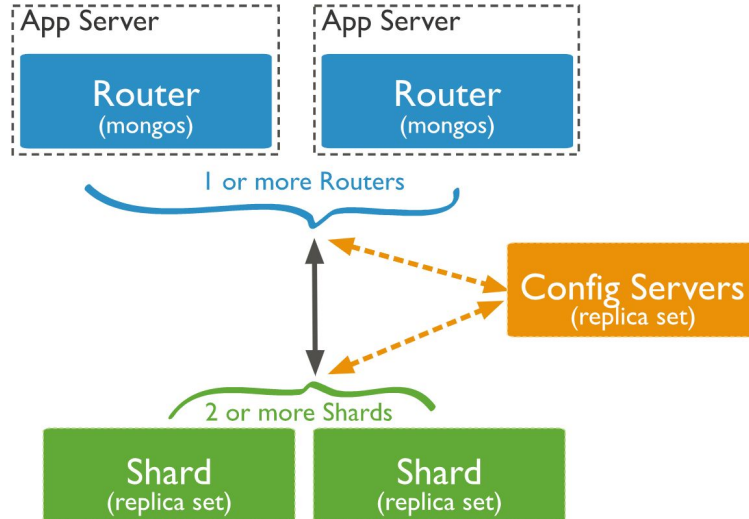 App Server
App Server
Router
(mongos)
Router
(mongos)
1 or more Routers
Config Servers
(replica set)
2 or more Shards
Shard
(replica set)
Shard
(replica set)